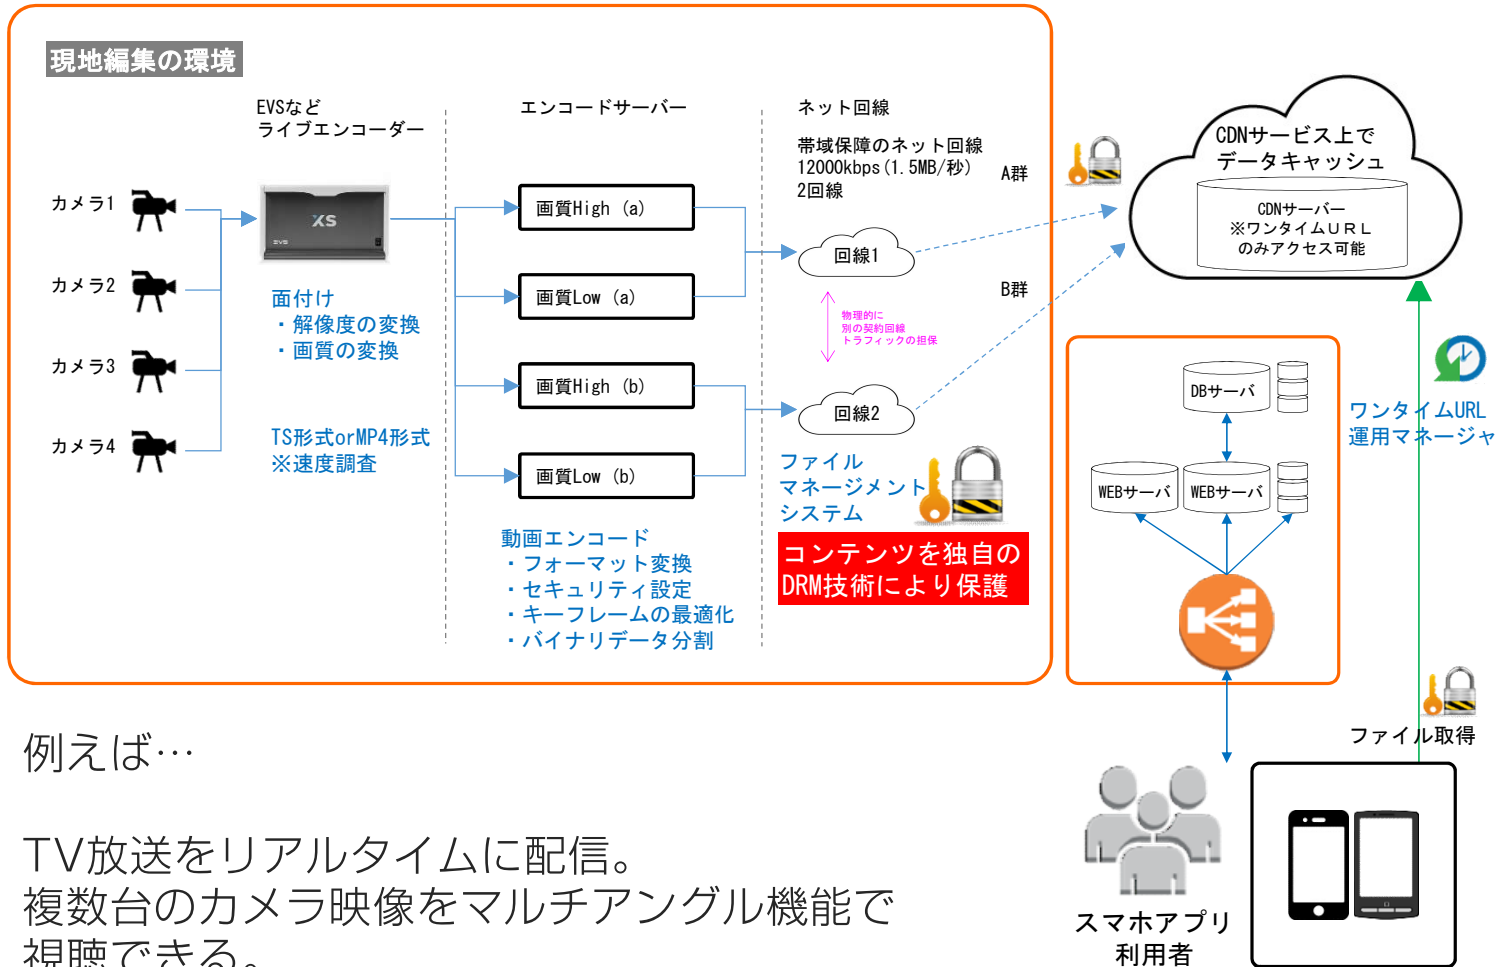 現地編集の環境
EVSなど
ライブエンコーダー
エンコードサーバー
ネット回線
帯域保障のネット回線
12000kbps(1.5MB/秒)
2回線
A群
B群
カメラ1
カメラ2
カメラ3
カメラ4
XS
EVS
面付け
・解像度の変換
・画質の変換
TS形式orMP4形式
※速度調査
画質High (a)
画質Low (a)
画質High (b)
画質Low (b)
動画エンコード
・フォーマット変換
・セキュリティ設定
・キーフレームの最適化
・バイナリデータ分割
回線1
物理的に
別の契約回線
トラフィックの担保
回線2
ファイル
マネージメント
システム
コンテンツを独自の
DRM技術により保護
CDNサービス上で
データキャッシュ
CDNサーバー
※ワンタイムURL
のみアクセス可能
DBサーバ
WEBサーバ
WEBサーバ
ワンタイムURL
運用マネージャ
ファイル取得
スマホアプリ
利用者
例えば…
TV放送をリアルタイムに配信。
複数台のカメラ映像をマルチアングル機能で
視聴できる。